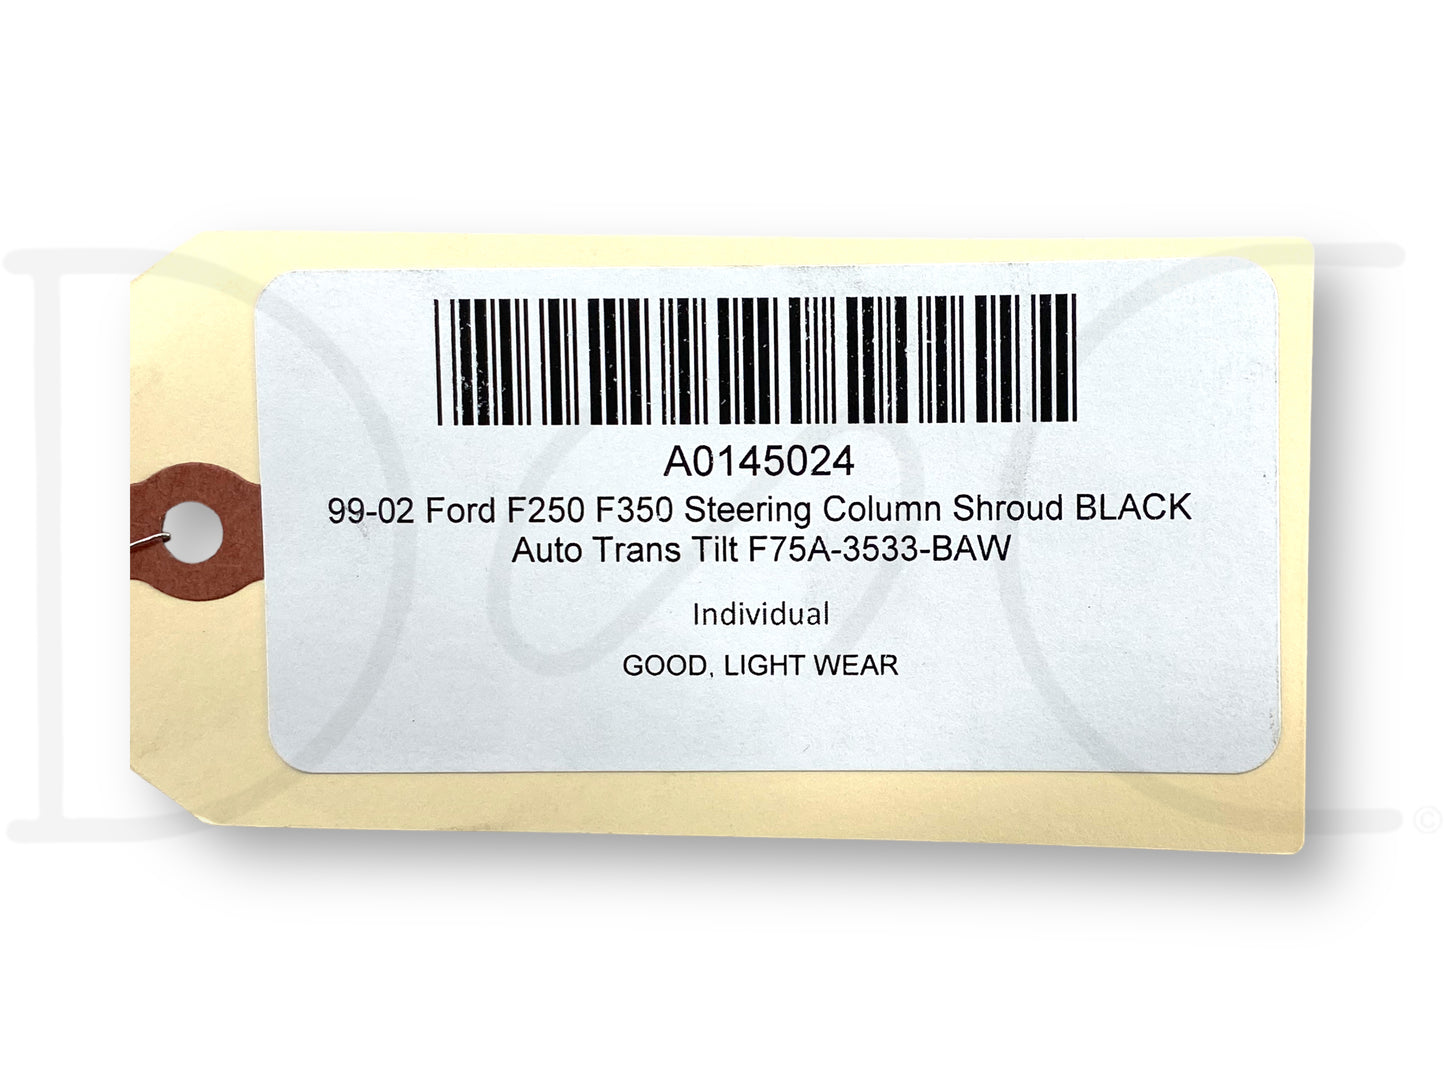 A0145024
99-02 Ford F250 F350 Steering Column Shroud BLACK
Auto Trans Tilt F75A-3533-BAW
Individual
GOOD, LIGHT WEAR
©